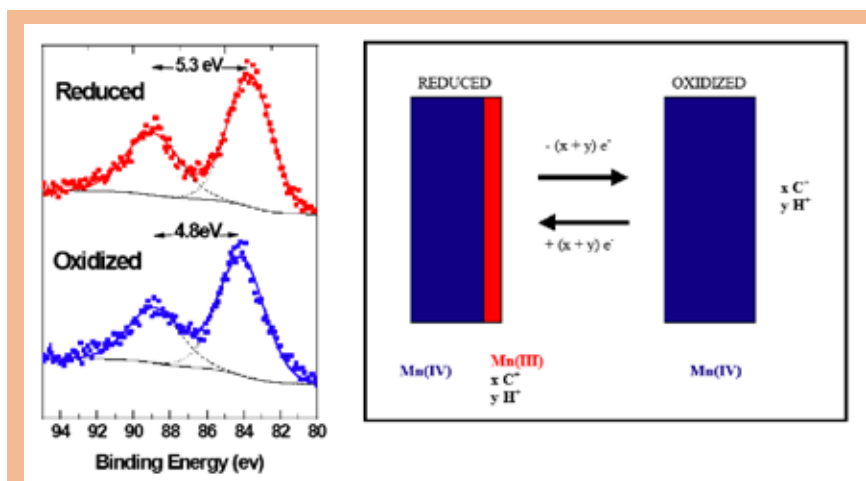 5.3 eV
Reduced
4.8eV
Oxidized
94 92 90 88 86 84 82 80
Binding Energy (ev)
REDUCED
OXIDIZED
- (x + y) e-
+ (x + y) e-
x C+
y H+
Mn(IV)
Mn(III)
x C+
y H+
Mn(IV)